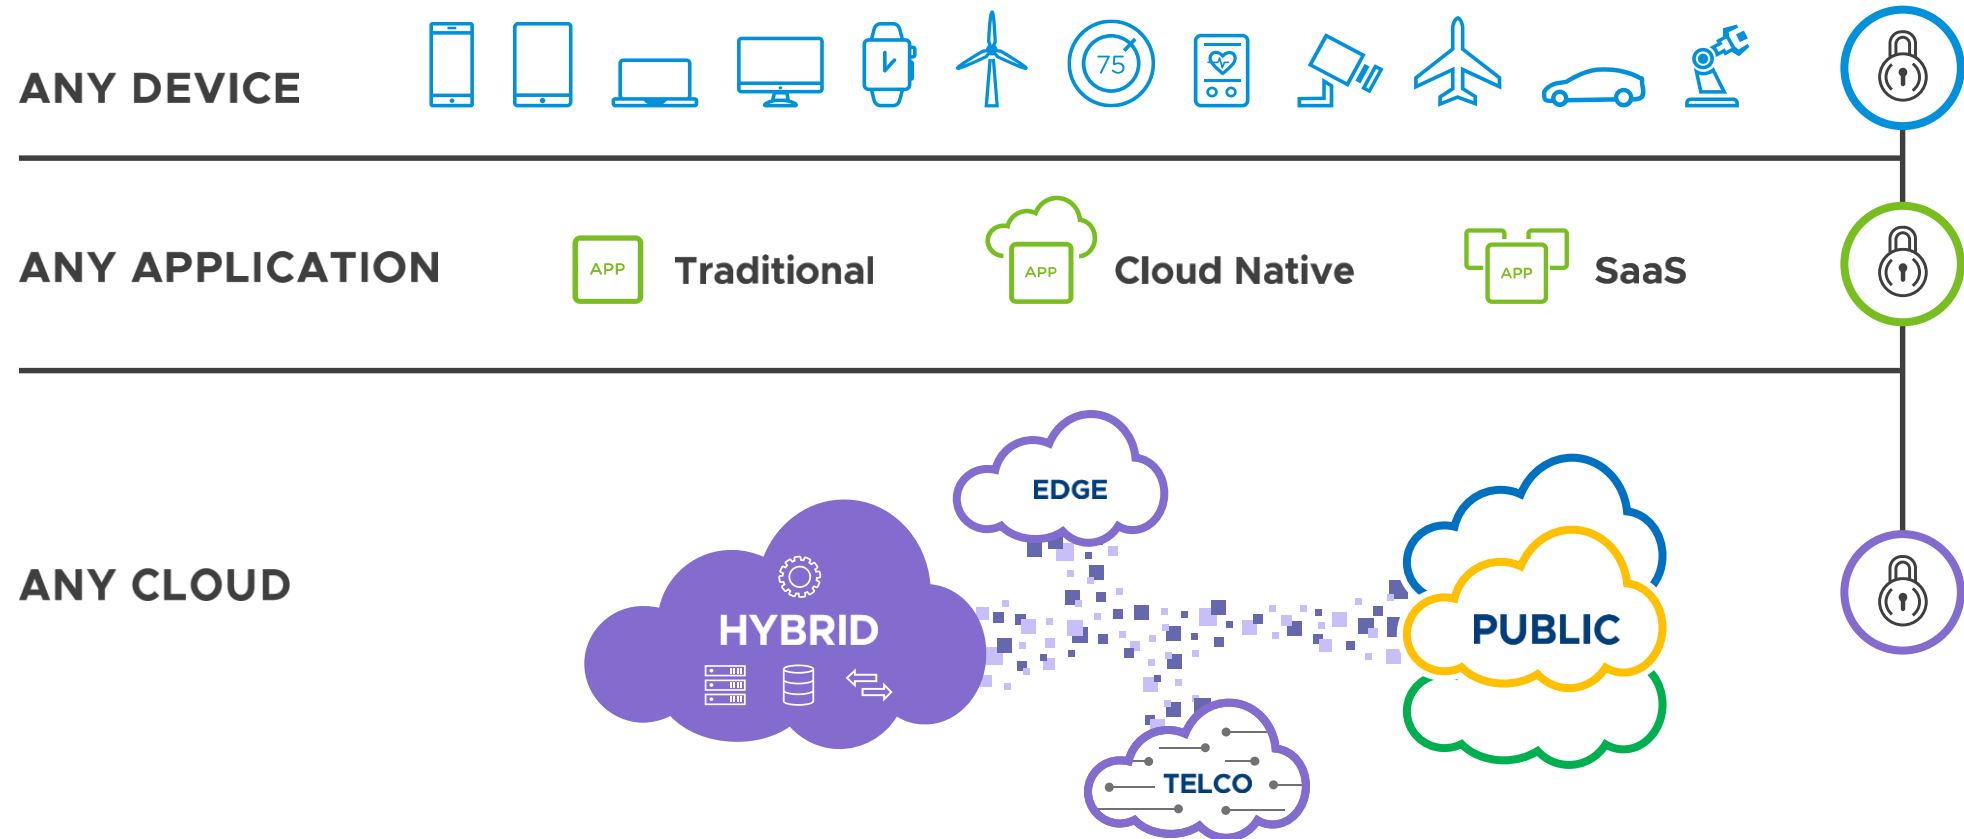 ANY DEVICE
75
ANY APPLICATION
APP
Traditional
APP
Cloud Native
APP
SaaS
ANY CLOUD
EDGE
HYBRID
PUBLIC
TELCO